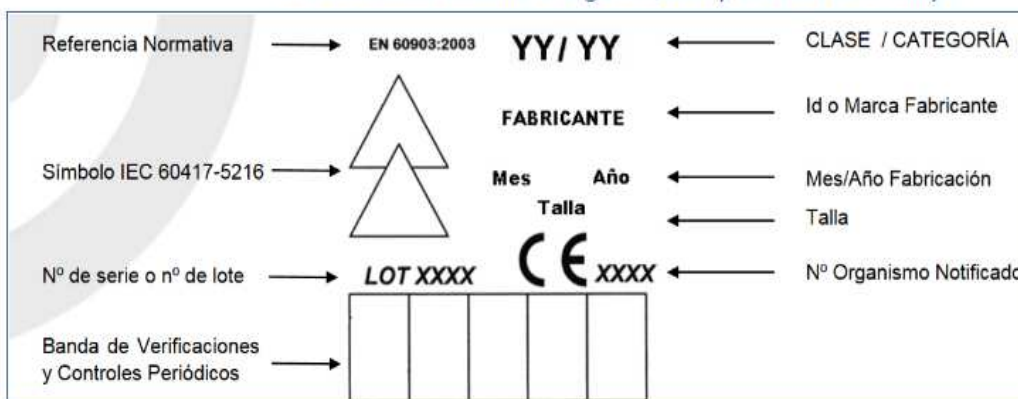 Referencia Normativa
EN 60903:2003
YY/ YY
CLASE / CATEGORÍA
FABRICANTE
Id o Marca Fabricante
Símbolo IEC 60417-5216
Mes Año
Mes/Año Fabricación
Talla
Talla
Nº de serie o nº de lote
LOT XXXX
CE XXXX
Nº Organismo Notificado
Banda de Verificaciones
y Controles Periódicos